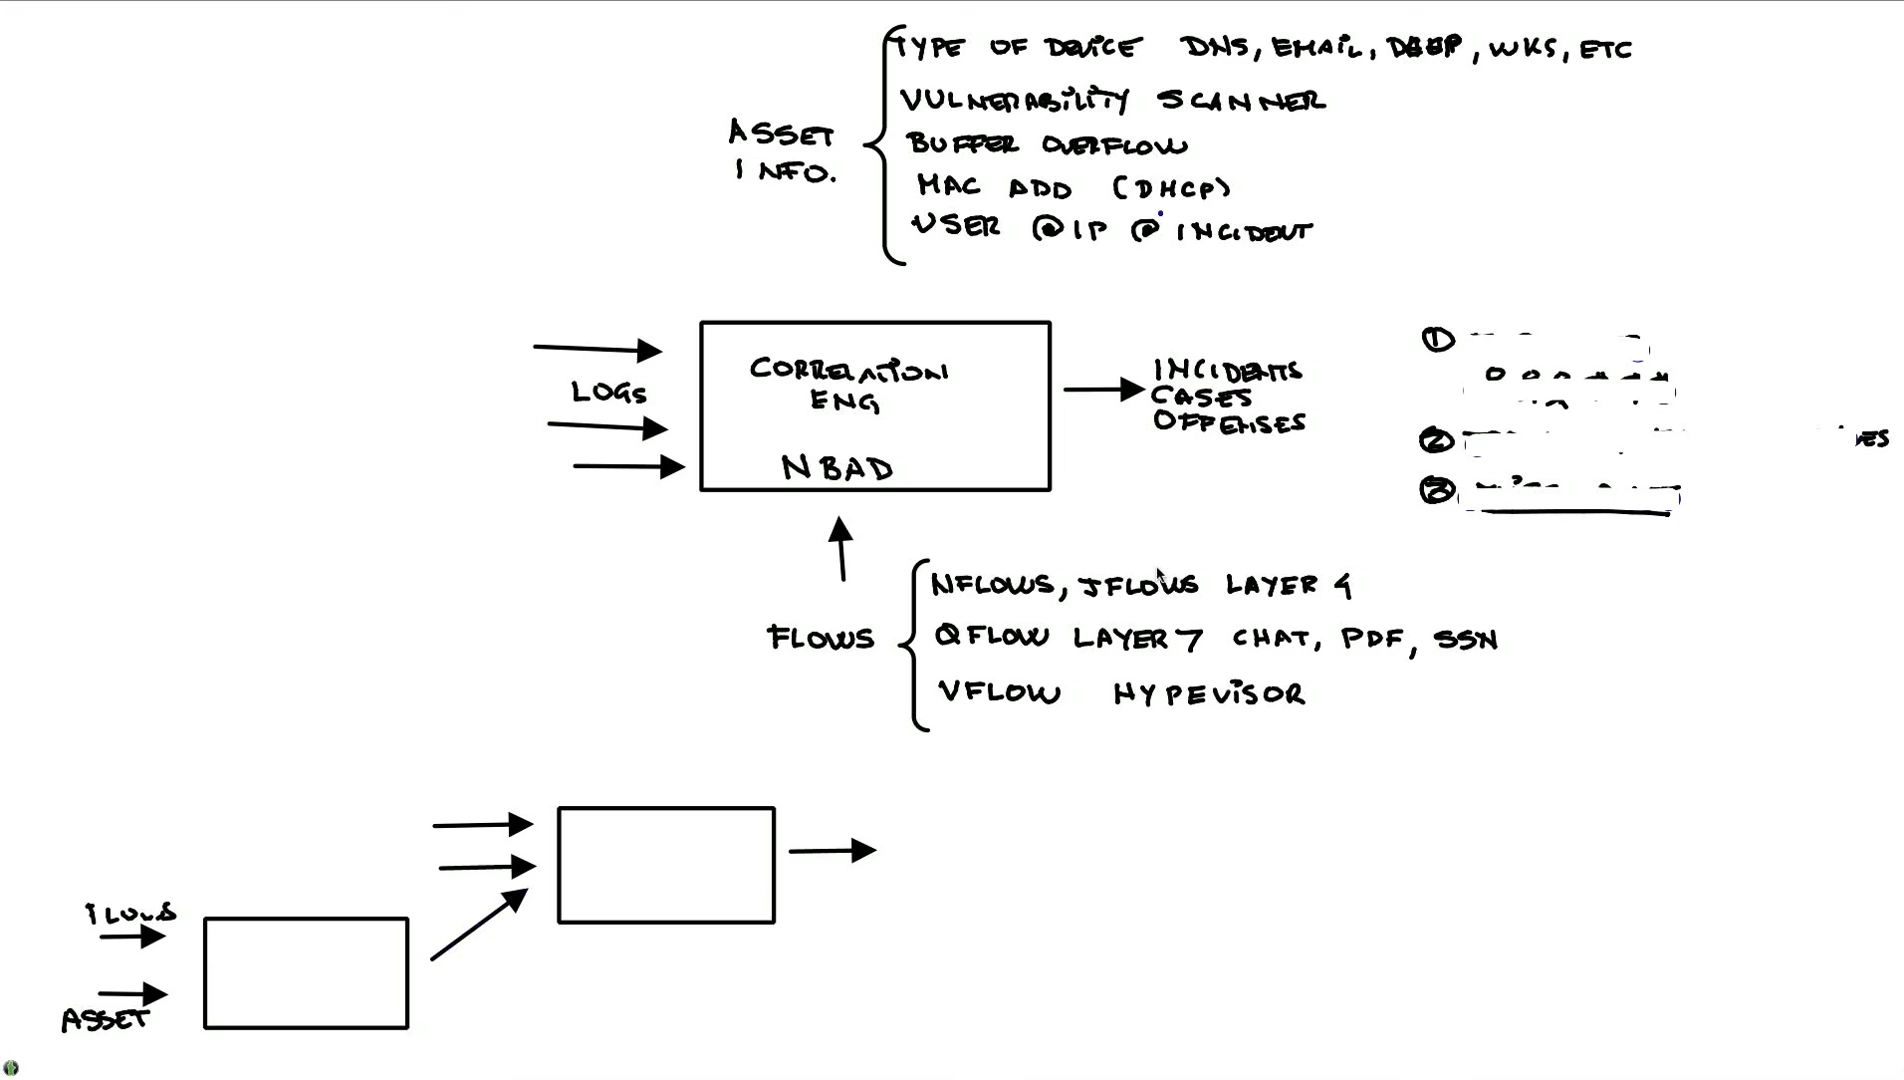 TYPE OF DEVICE DNS, EMAIL, , WKS, ETC
VULNERABILITY SCANNER
BUFFER OVERFLOW
MAC ADD (DHCP)
USER @IP @ INCIDENT
ASSET
INFO.
LOGS
CORRELATION
ENG
NBAD
INCIDENTS
CASES
OFFENSES
1
2
3
FLOWS
NFLOWS, JFLOWS LAYER 4
QFLOW LAYER 7 CHAT, PDF, SSN
VFLOW HYPEVISOR
ASSET